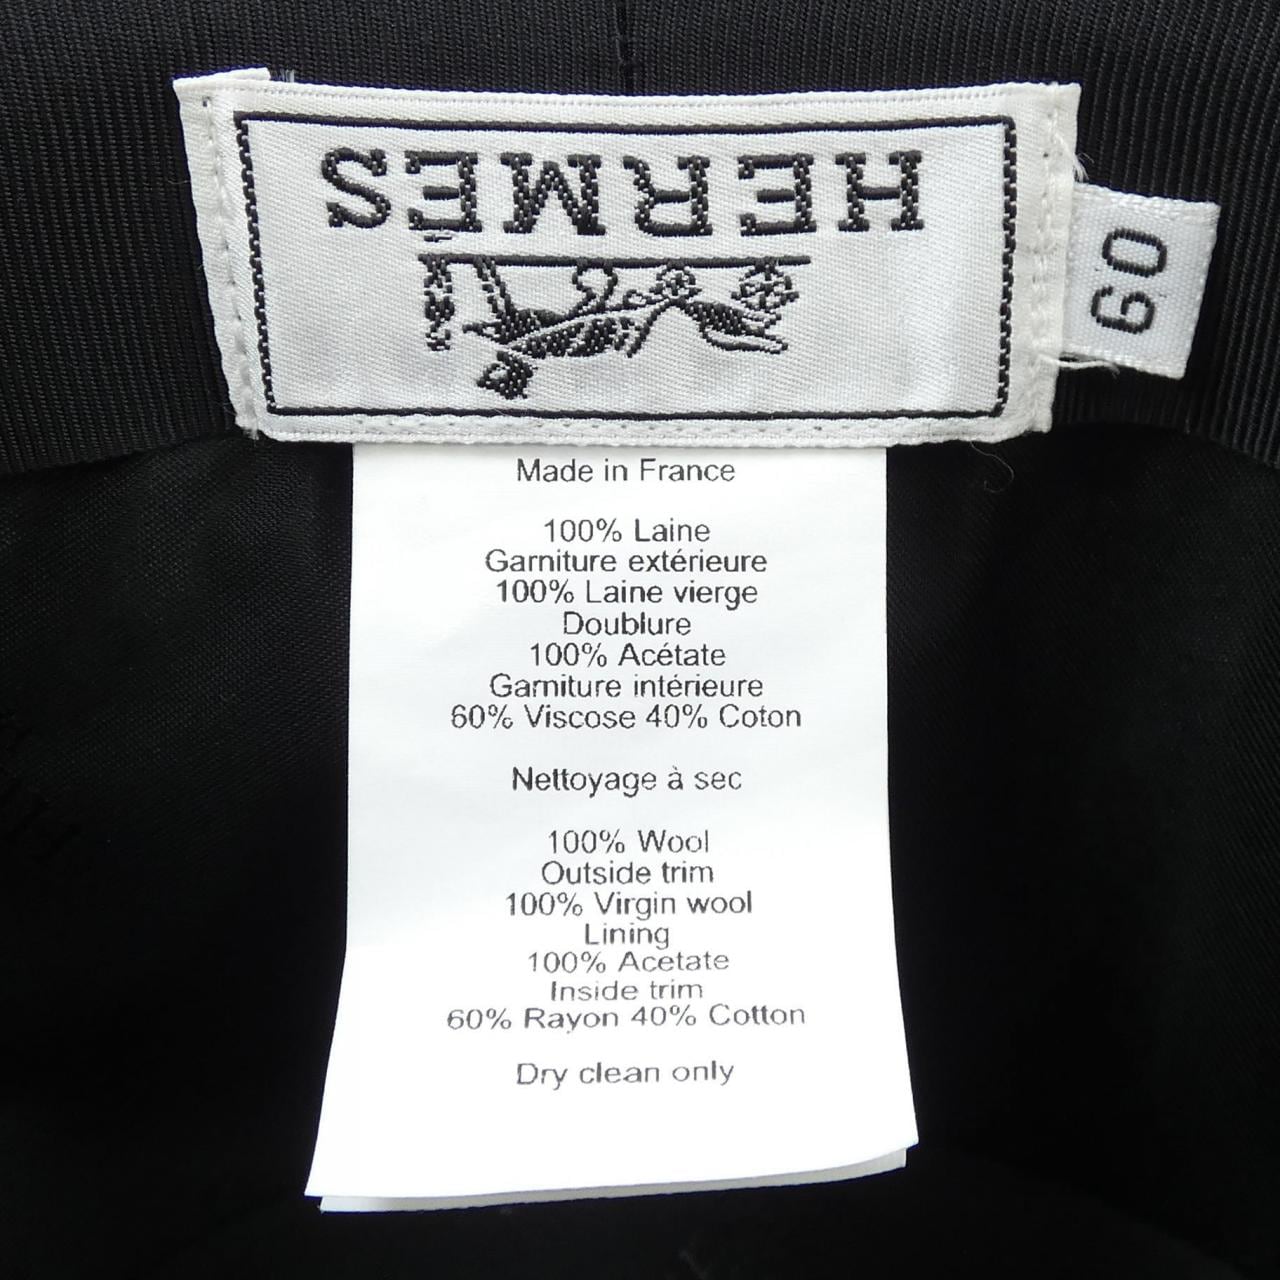 HERMÈS
60
Made in France
100% Laine
Garniture extérieure
100% Laine vierge
Doublure
100% Acétate
Garniture intérieure
60% Viscose 40% Coton
Nettoyage à sec
100% Wool
Outside trim
100% Virgin wool
Lining
100% Acetate
Inside trim
60% Rayon 40% Cotton
Dry clean only